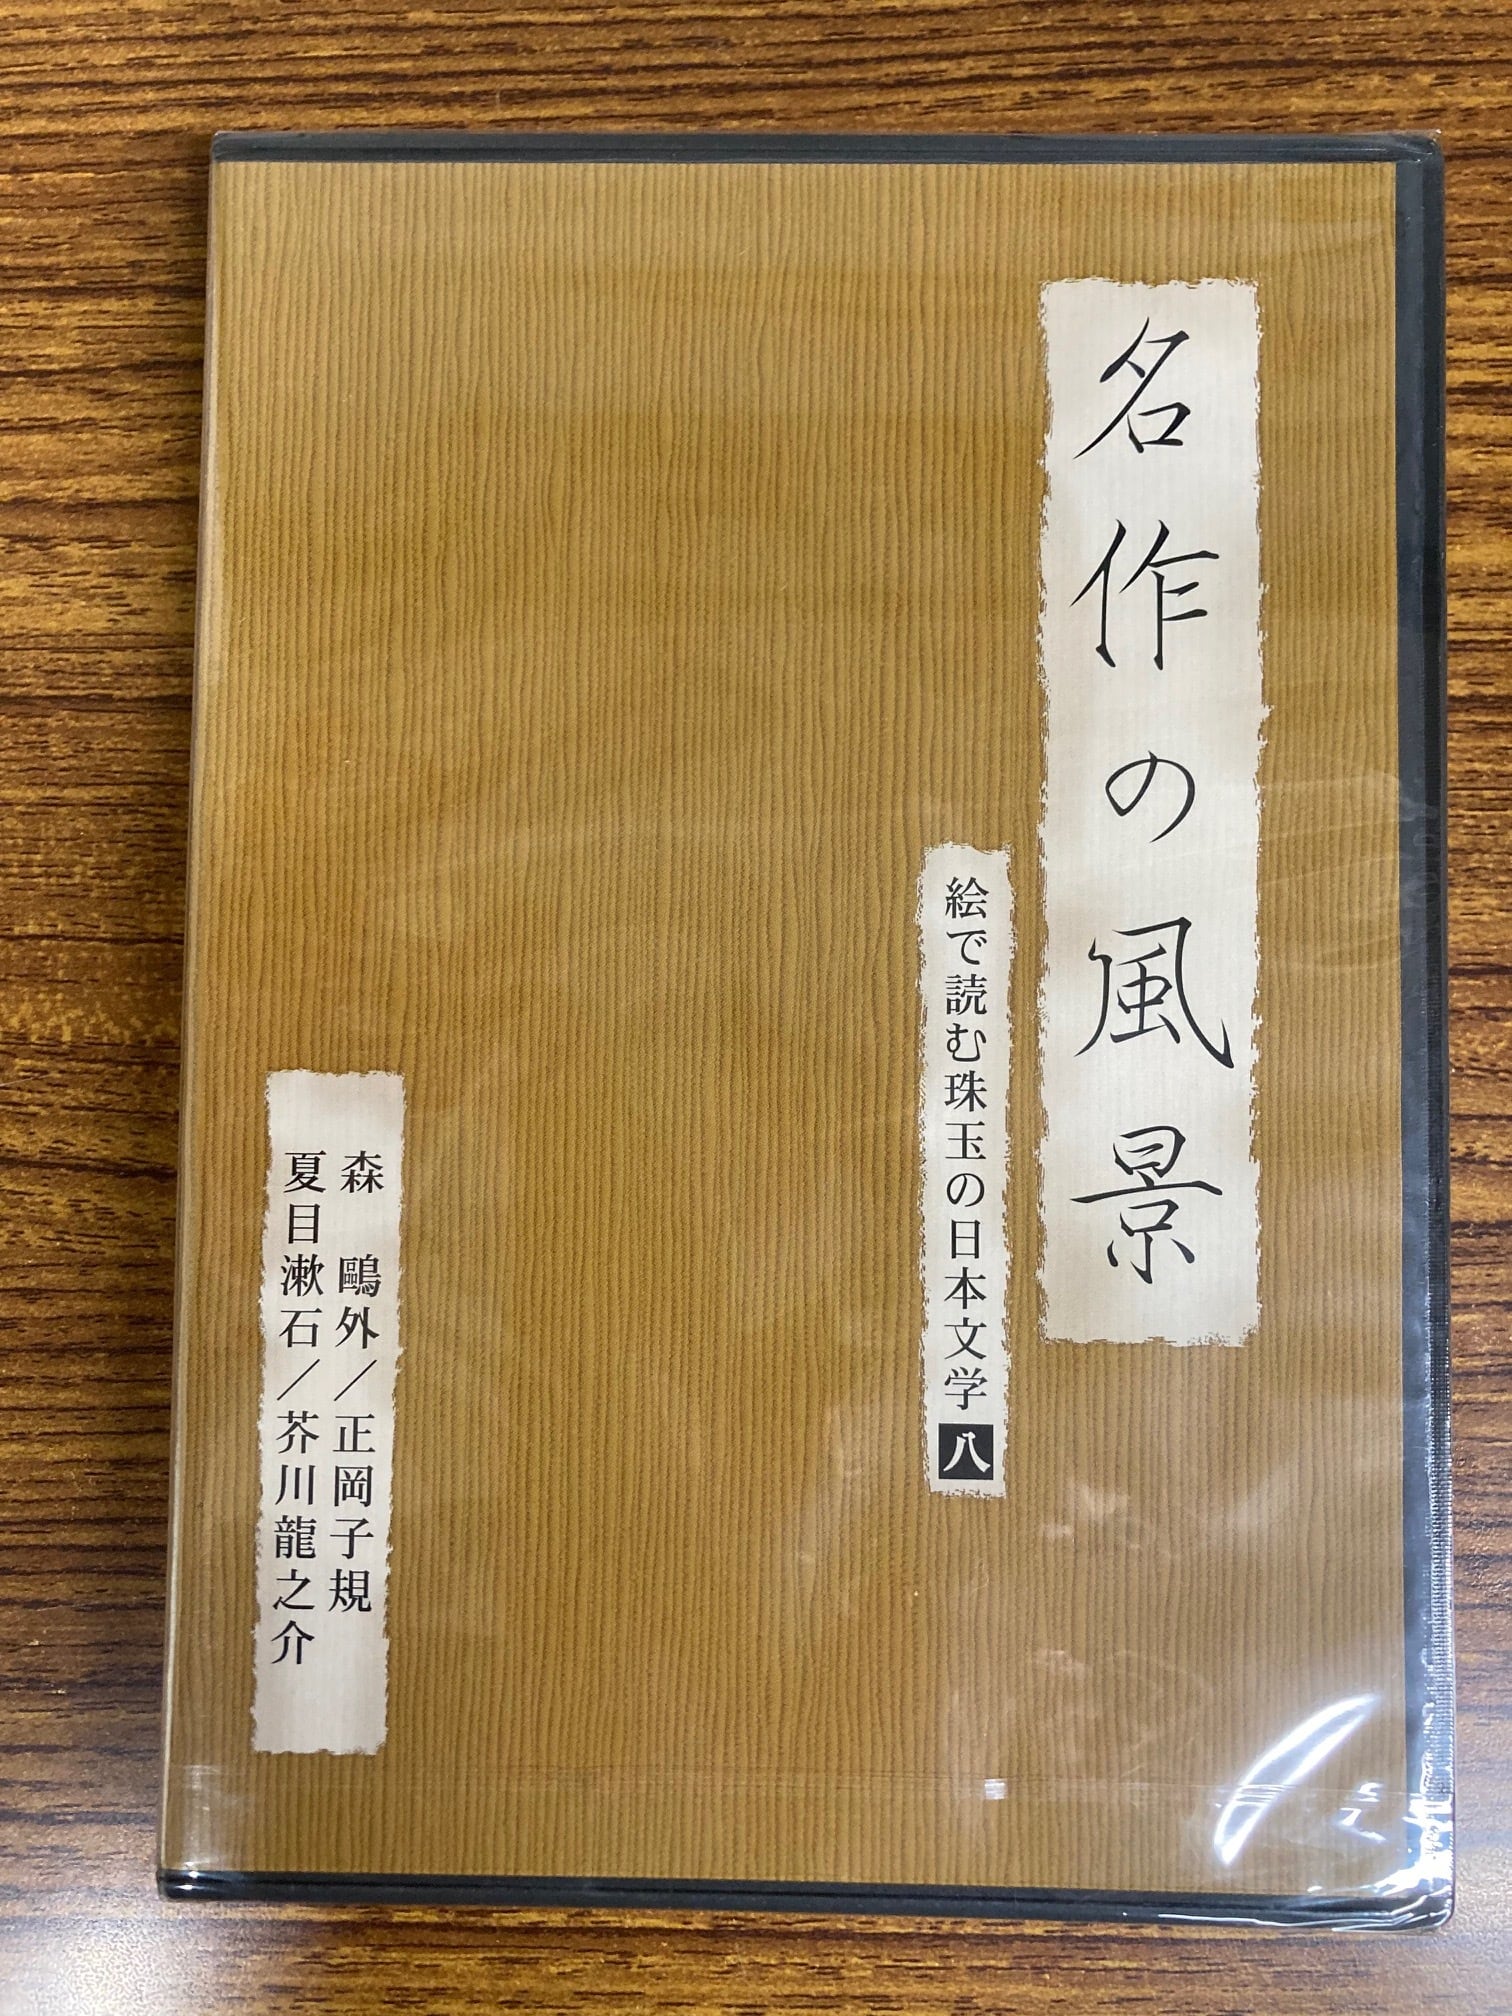 名作の風景
絵で読む珠玉の日本文学 八
森 鷗外／正岡子規
夏目漱石／芥川龍之介